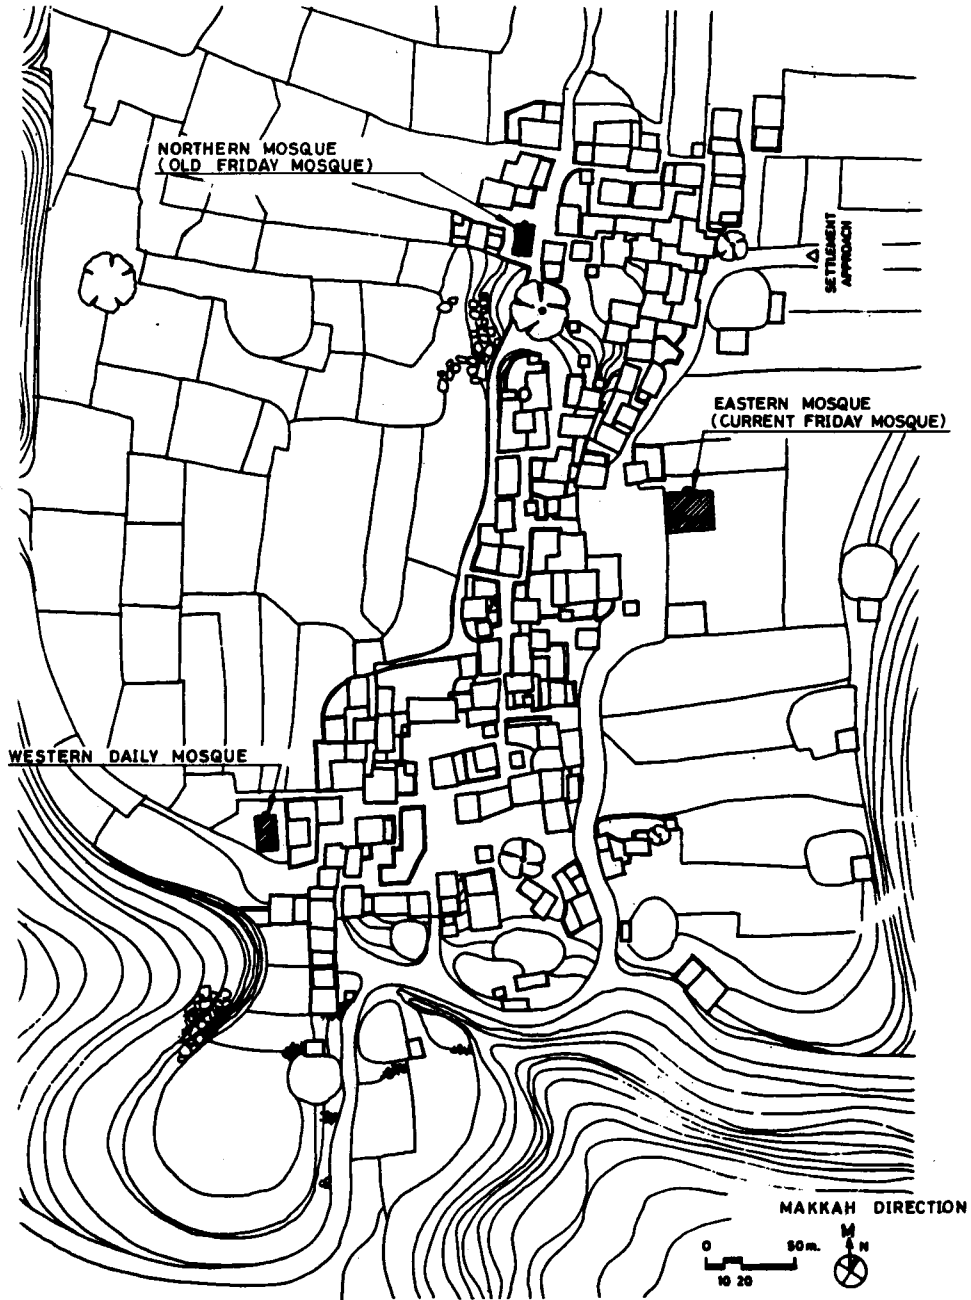 NORTHERN MOSQUE
(OLD FRIDAY MOSQUE)
SETTLEMENT
APPROACH
EASTERN MOSQUE
(CURRENT FRIDAY MOSQUE)
WESTERN DAILY MOSQUE
MAKKAH DIRECTION
M
N
0 50m.
10 20